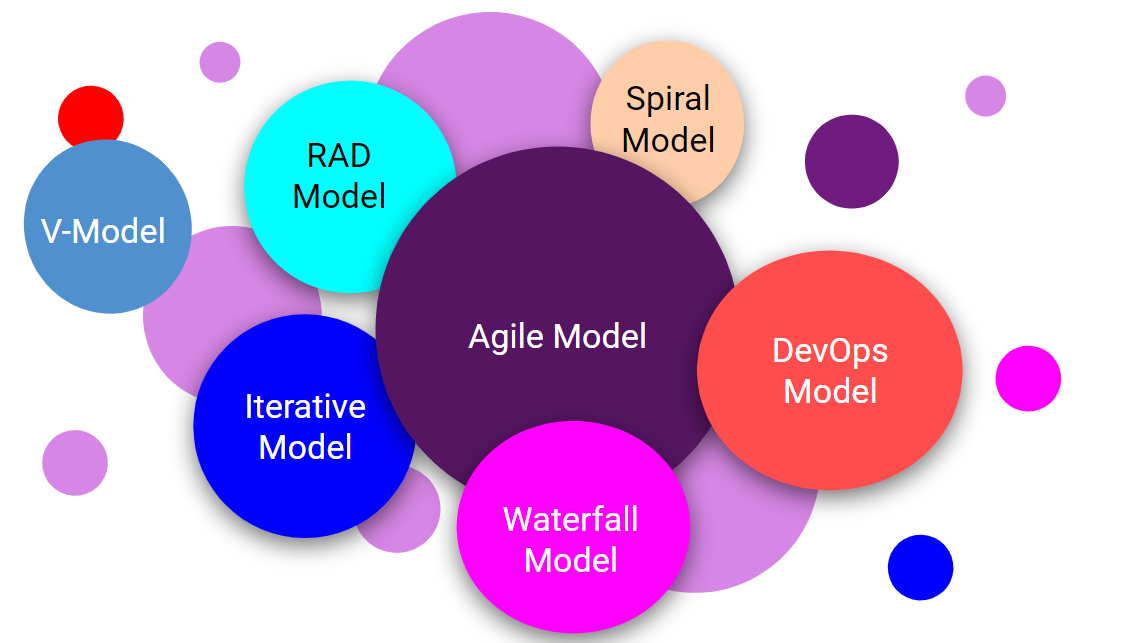 Spiral
Model
RAD
Model
V-Model
Agile Model
DevOps
Model
Iterative
Model
Waterfall
Model